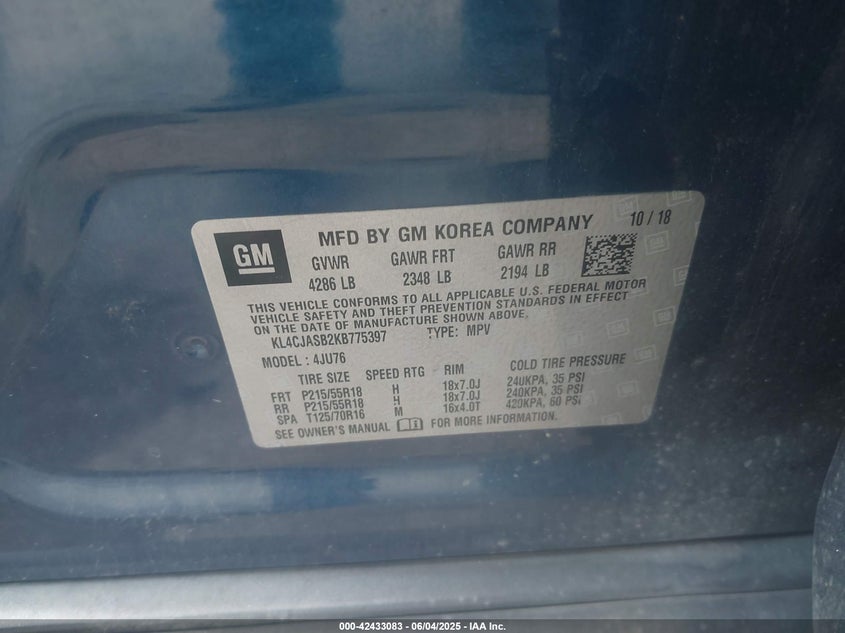 GM
MFD BY GM KOREA COMPANY 10 / 18
GVWR GAWR FRT GAWR RR
4286 LB 2348 LB 2194 LB
THIS VEHICLE CONFORMS TO ALL APPLICABLE U.S. FEDERAL MOTOR
VEHICLE SAFETY AND THEFT PREVENTION STANDARDS IN EFFECT
ON THE DATE OF MANUFACTURE SHOWN ABOVE.
KL4CJASB2KB775397 TYPE: MPV
MODEL: 4JU76
TIRE SIZE SPEED RTG RIM COLD TIRE PRESSURE
FRT P215/55R18 H 18x7.0J 240KPA, 35 PSI
RR P215/55R18 H 18x7.0J 240KPA, 35 PSI
SPA T125/70R16 M 16x4.0T 420KPA, 60 PSI
SEE OWNER'S MANUAL FOR MORE INFORMATION.
000-42433083 - 06/04/2025 - IAA Inc.